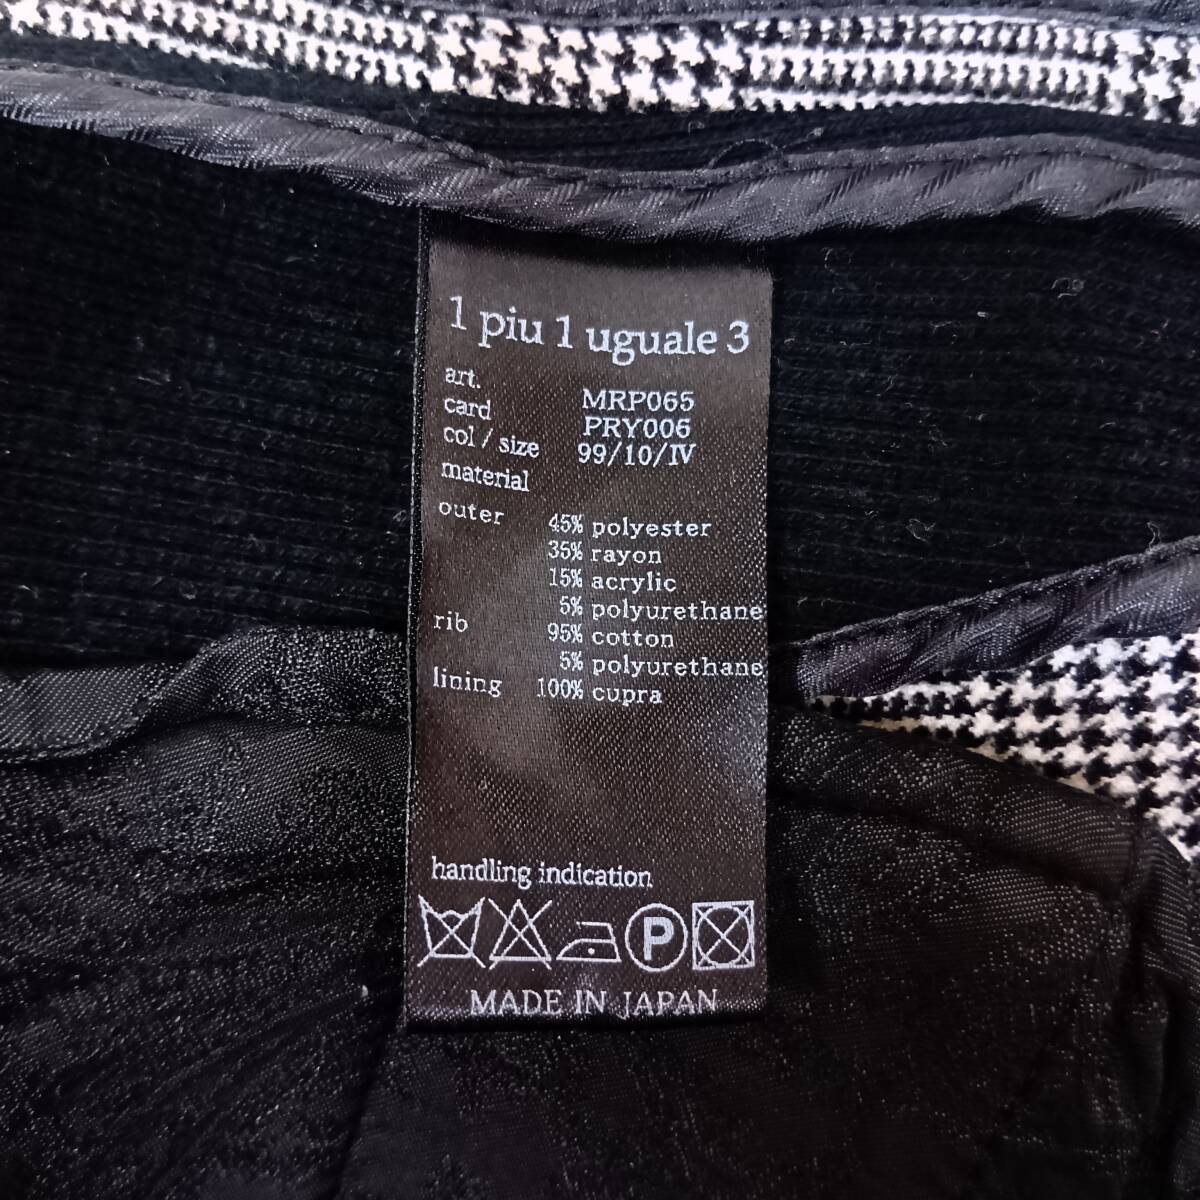 1 piu 1 uguale 3
art. MRP065
card PRY006
col / size 99/10/IV
material
outer 45% polyester
35% rayon
15% acrylic
5% polyurethane
rib 95% cotton
5% polyurethane
lining 100% cupra
handling indication
P
MADE IN JAPAN